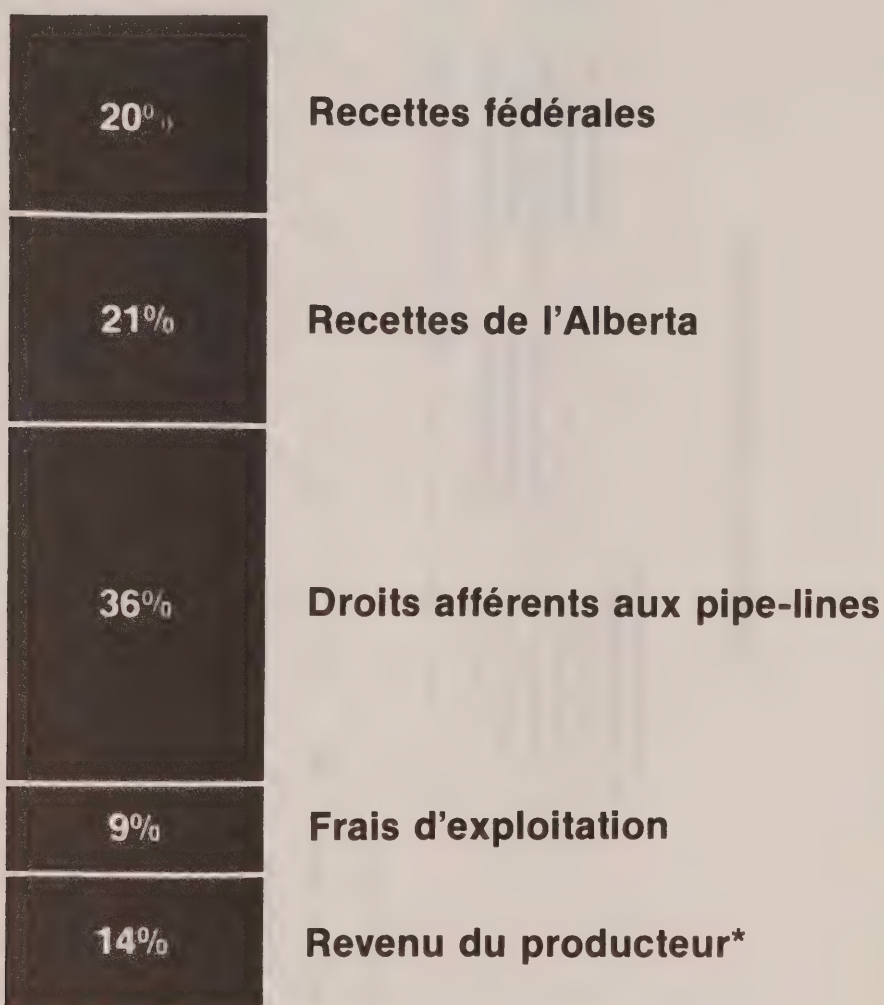 20%
Recettes fédérales
21%
Recettes de l'Alberta
36%
Droits afférents aux pipe-lines
9%
Frais d'exploitation
14%
Revenu du producteur*